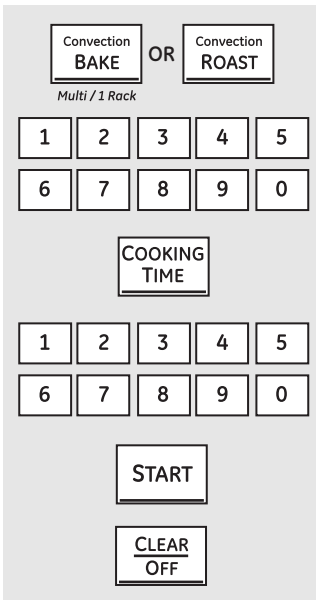 Convection BAKE OR Convection ROAST
Multi / 1 Rack
1 2 3 4 5
6 7 8 9 0
COOKING
TIME
1 2 3 4 5
6 7 8 9 0
START
CLEAR
OFF